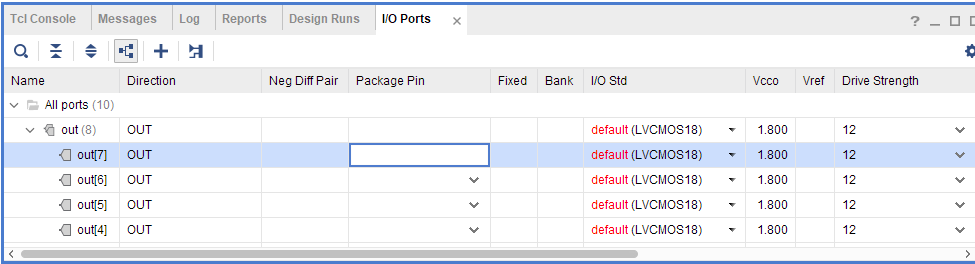 Tcl Console Messages Log Reports Design Runs I/O Ports
Name Direction Neg Diff Pair Package Pin Fixed Bank I/O Std Vcco Vref Drive Strength
All ports (10)
out (8) OUT default (LVCMOS18) 1.800 12
out[7] OUT default (LVCMOS18) 1.800 12
out[6] OUT default (LVCMOS18) 1.800 12
out[5] OUT default (LVCMOS18) 1.800 12
out[4] OUT default (LVCMOS18) 1.800 12